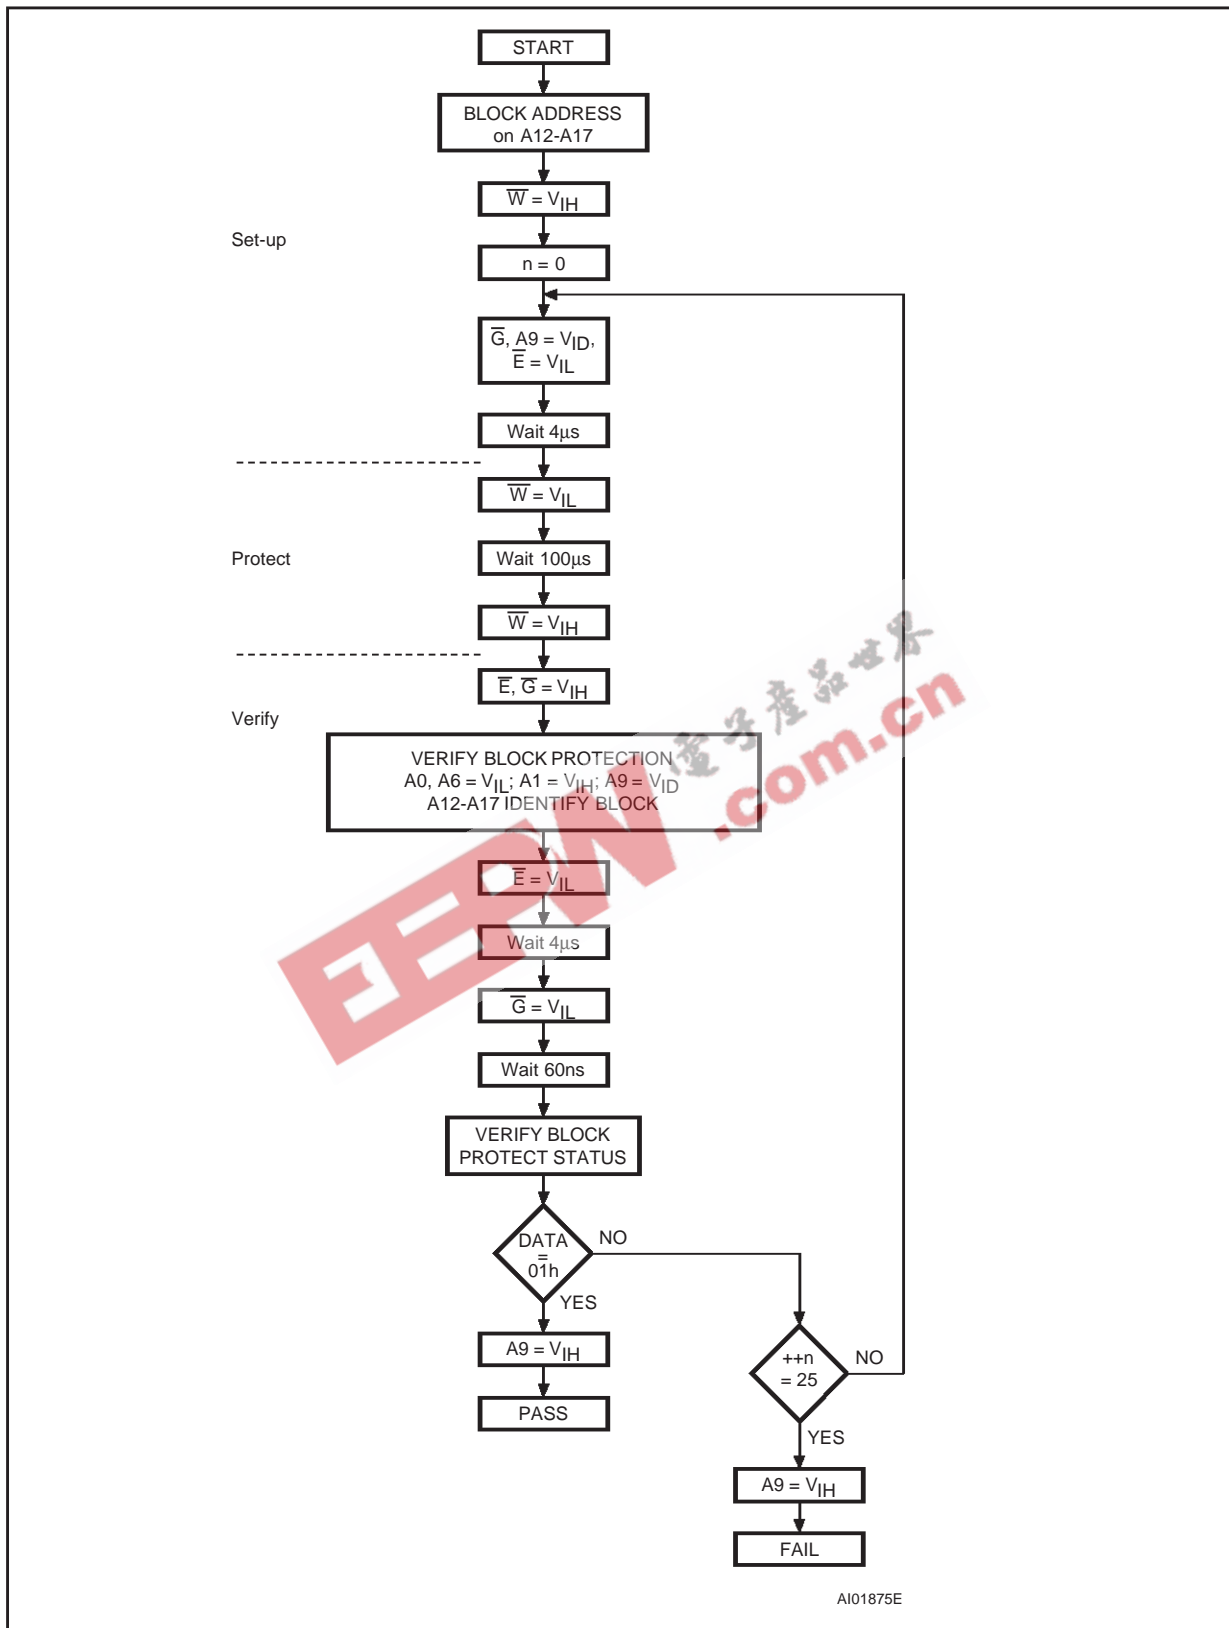 START
BLOCK ADDRESS
on A12-A17
W̅ = VIH
Set-up
n = 0
G̅, A9 = VID,
E̅ = VIL
Wait 4μs
W̅ = VIL
Protect
Wait 100μs
W̅ = VIH
E̅, G̅ = VIH
Verify
VERIFY BLOCK PROTECTION
A0, A6 = VIL; A1 = VIH; A9 = VID
A12-A17 IDENTIFY BLOCK
E̅ = VIL
Wait 4μs
G̅ = VIL
Wait 60ns
VERIFY BLOCK
PROTECT STATUS
DATA
=
01h
NO
YES
A9 = VIH
PASS
++n
= 25
NO
YES
A9 = VIH
FAIL
AI01875E
EEPW
.com.cn
電子產品世界